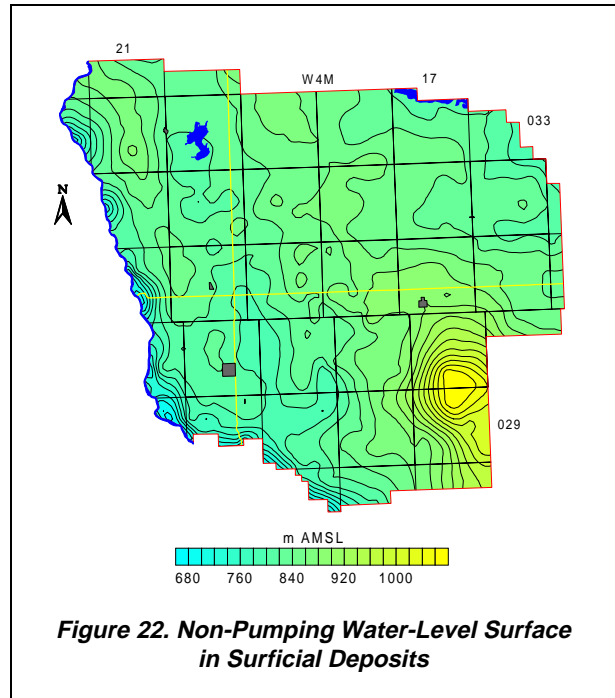 21
W4M
17
033
N
029
m AMSL
680 760 840 920 1000
Figure 22. Non-Pumping Water-Level Surface
in Surficial Deposits